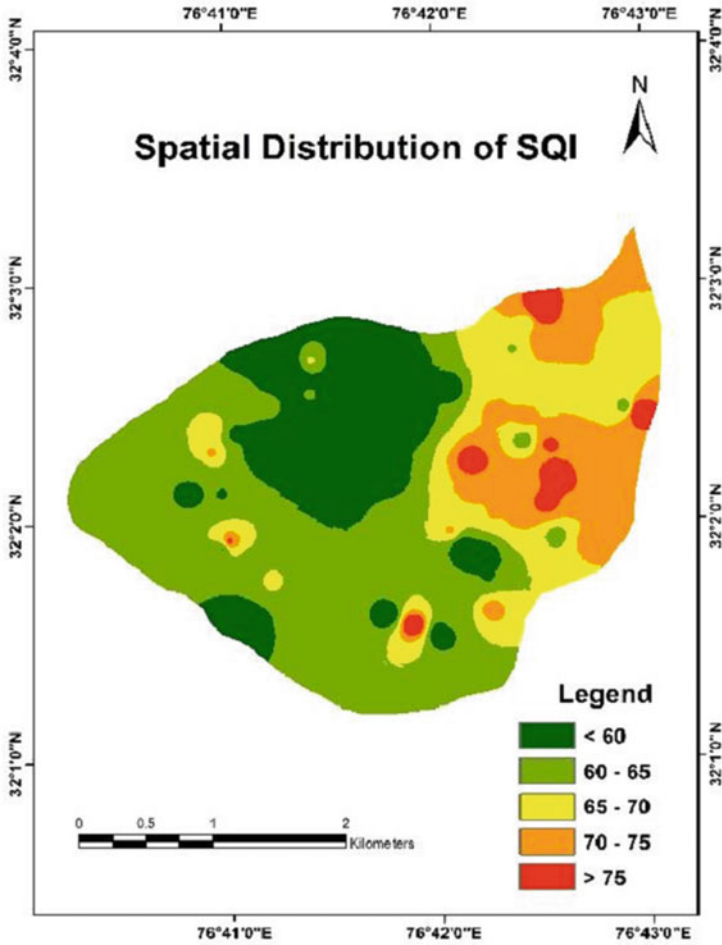 76°41'0"E 76°42'0"E 76°43'0"E
32°4'0"N
32°4'0"N
N
Spatial Distribution of SQI
32°3'0"N
32°3'0"N
32°2'0"N
32°2'0"N
Legend
< 60
60 - 65
65 - 70
70 - 75
> 75
32°1'0"N
32°1'0"N
0 0.5 1 2
Kilometers
76°41'0"E 76°42'0"E 76°43'0"E